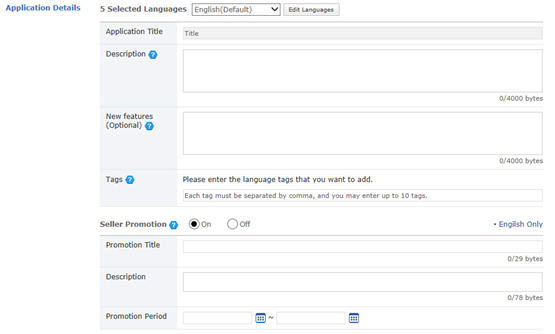 Application Details
5 Selected Languages English(Default) Edit Languages
Application Title Title
Description ?
0/4000 bytes
New features
(Optional) ?
0/4000 bytes
Tags ? Please enter the language tags that you want to add.
Each tag must be separated by comma, and you may enter up to 10 tags.
Seller Promotion ? On Off • Engilsh Only
Promotion Title
0/29 bytes
Description
0/78 bytes
Promotion Period ~